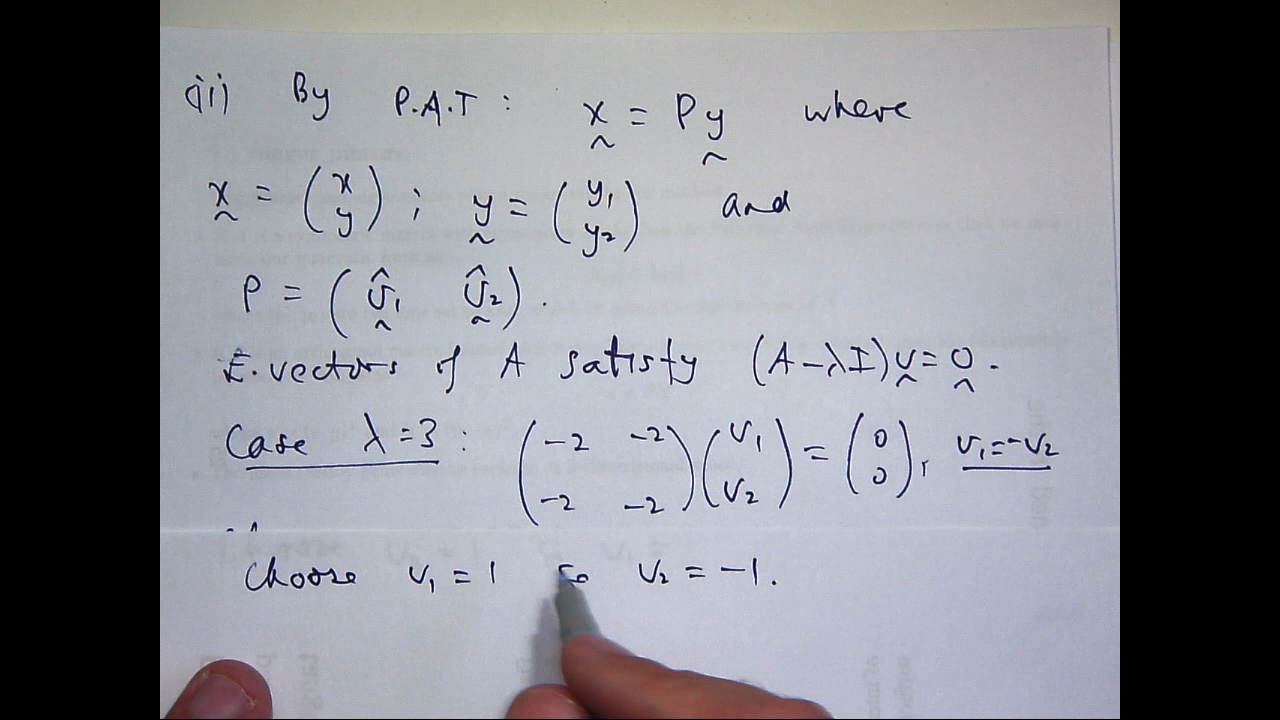 (ii) By P.A.T : x = P y where
x = ( x y ) ; y = ( y₁ y₂ ) and
P = ( v̂₁ v̂₂ ) .
E.vectors of A satisfy (A − λI)v = 0 .
Case λ = 3 : ( −2 −2 −2 −2 ) ( v₁ v₂ ) = ( 0 0 ) , v₁ = −v₂
Choose v₁ = 1 so v₂ = −1 .